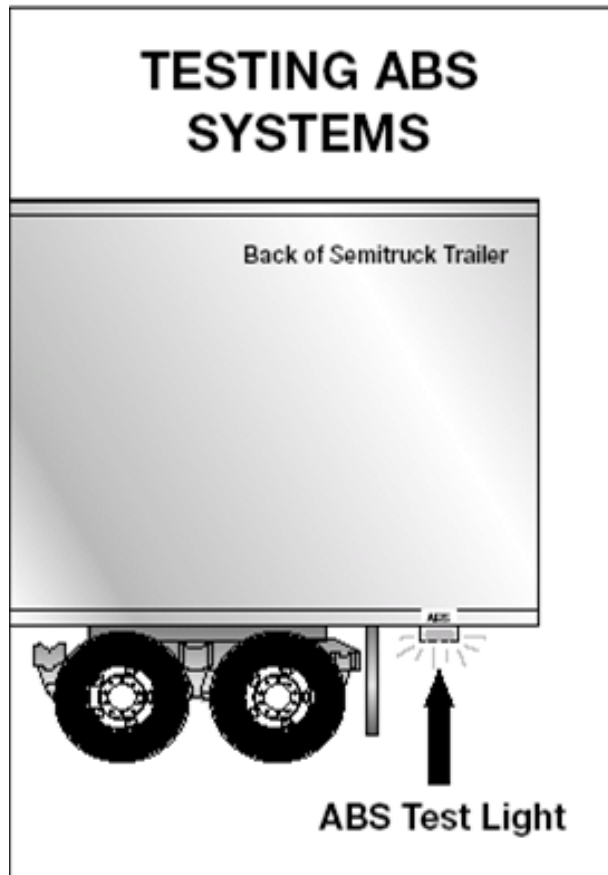 TESTING ABS
SYSTEMS
Back of Semitruck Trailer
ABS
ABS Test Light